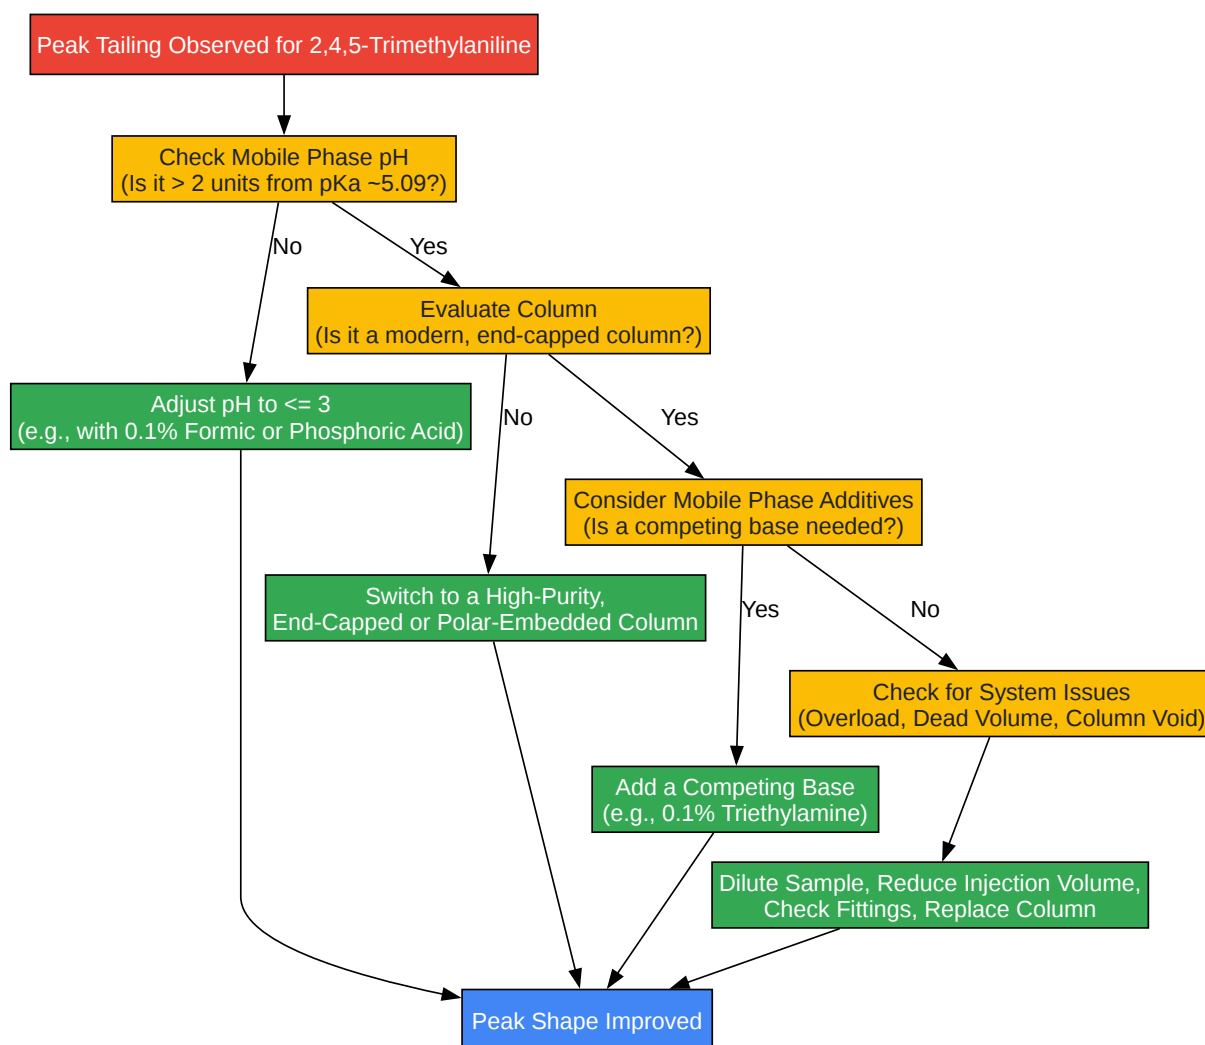 Peak Tailing Observed for 2,4,5-Trimethylaniline
Check Mobile Phase pH
(Is it > 2 units from pKa ~5.09?)
No
Yes
Evaluate Column
(Is it a modern, end-capped column?)
Adjust pH to <= 3
(e.g., with 0.1% Formic or Phosphoric Acid)
No
Yes
Consider Mobile Phase Additives
(Is a competing base needed?)
Switch to a High-Purity,
End-Capped or Polar-Embedded Column
Yes
No
Check for System Issues
(Overload, Dead Volume, Column Void)
Add a Competing Base
(e.g., 0.1% Triethylamine)
Dilute Sample, Reduce Injection Volume,
Check Fittings, Replace Column
Peak Shape Improved